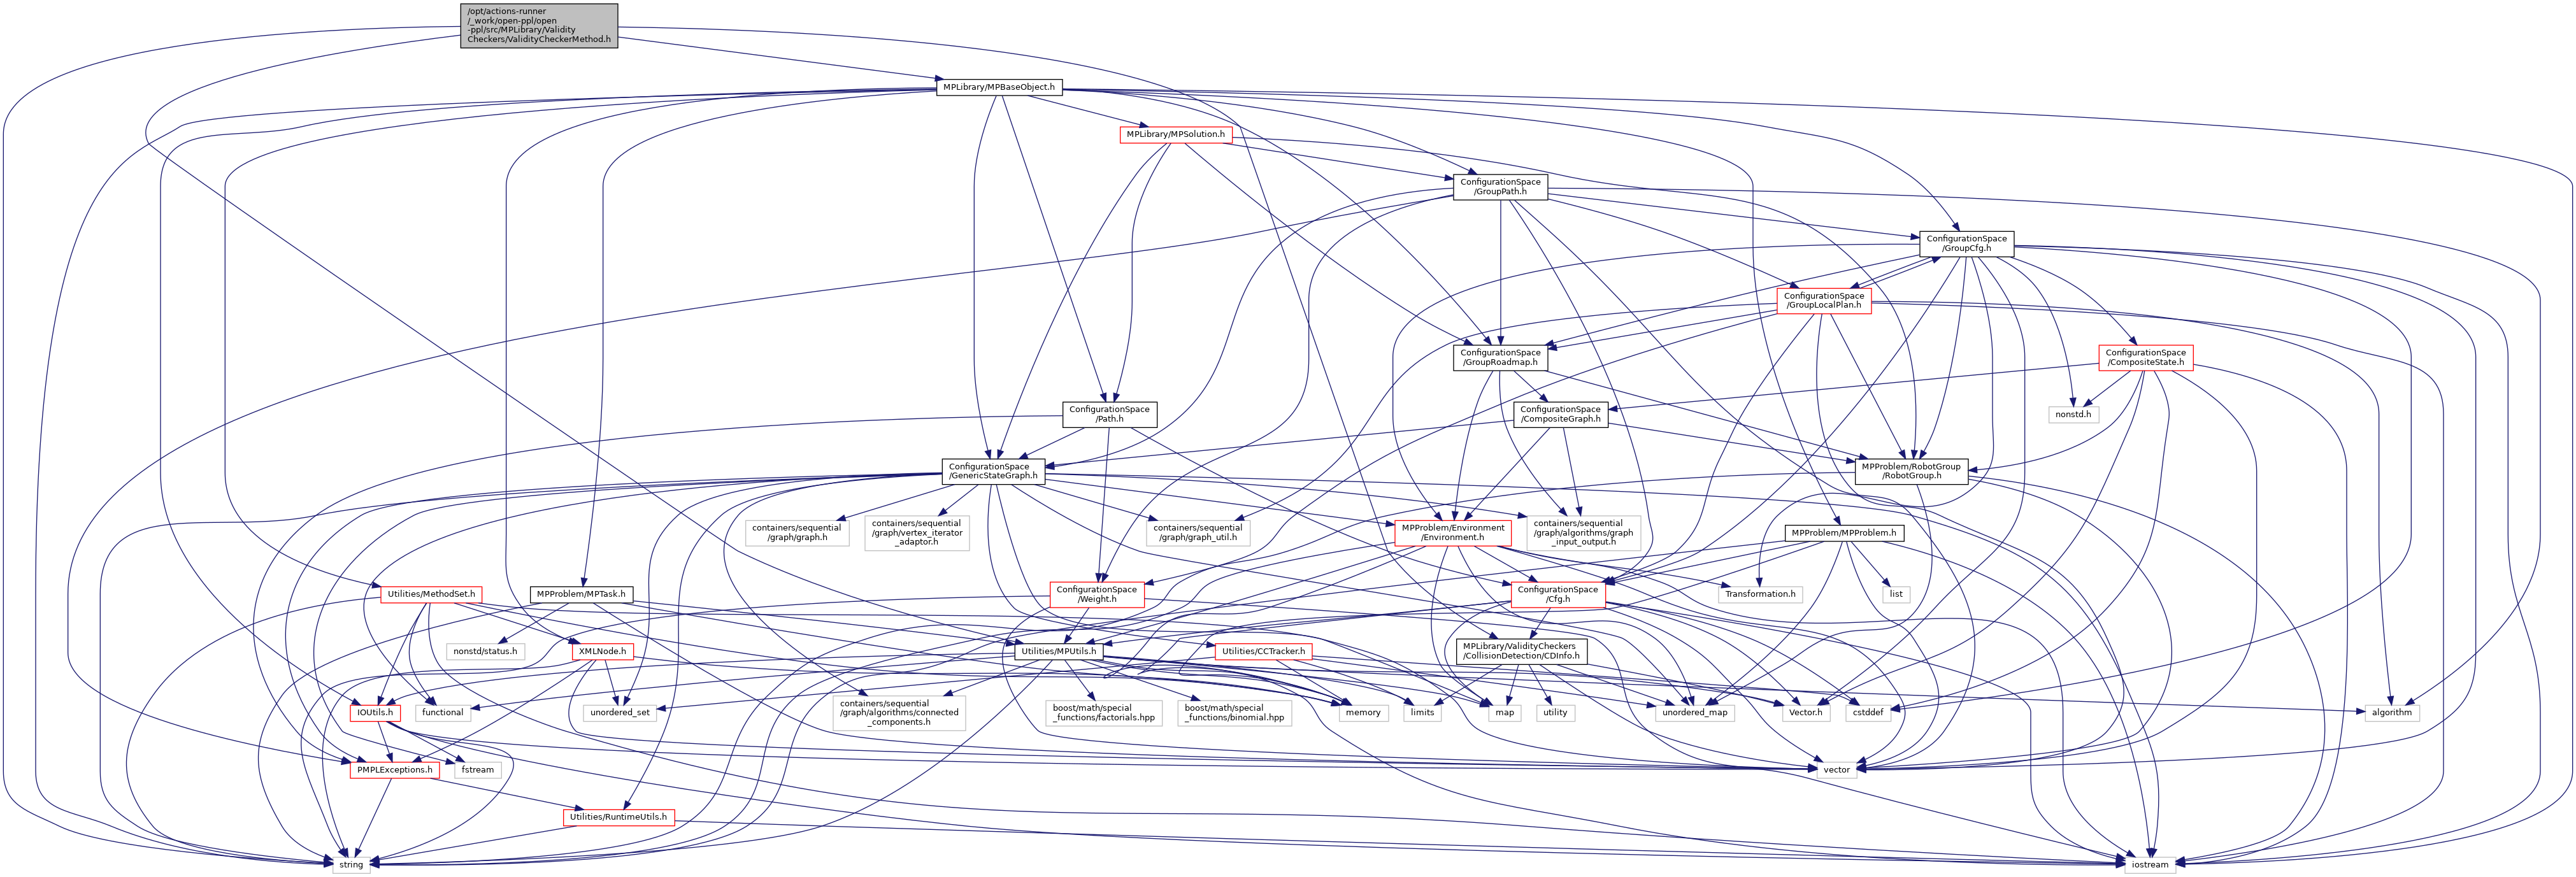 /opt/actions-runner
/_work/open-ppl/open
-ppl/src/MPLibrary/Validity
Checkers/ValidityCheckerMethod.h
MPLibrary/MPBaseObject.h
MPLibrary/MPSolution.h
ConfigurationSpace
/GroupPath.h
ConfigurationSpace
/GroupCfg.h
ConfigurationSpace
/GroupLocalPlan.h
ConfigurationSpace
/GroupRoadmap.h
ConfigurationSpace
/CompositeState.h
ConfigurationSpace
/Path.h
ConfigurationSpace
/CompositeGraph.h
nonstd.h
ConfigurationSpace
/GenericStateGraph.h
MPProblem/RobotGroup
/RobotGroup.h
containers/sequential
/graph/graph.h
containers/sequential
/graph/vertex_iterator
_adaptor.h
containers/sequential
/graph/graph_util.h
MPProblem/Environment
/Environment.h
containers/sequential
/graph/algorithms/graph
_input_output.h
MPProblem/MPProblem.h
Utilities/MethodSet.h
MPProblem/MPTask.h
ConfigurationSpace
/Weight.h
ConfigurationSpace
/Cfg.h
Transformation.h
list
nonstd/status.h
XMLNode.h
Utilities/MPUtils.h
Utilities/CCTracker.h
MPLibrary/ValidityCheckers
/CollisionDetection/CDInfo.h
IOUtils.h
functional
unordered_set
containers/sequential
/graph/algorithms/connected
_components.h
boost/math/special
_functions/factorials.hpp
boost/math/special
_functions/binomial.hpp
memory
limits
map
utility
unordered_map
Vector.h
cstddef
algorithm
PMPLExceptions.h
fstream
vector
Utilities/RuntimeUtils.h
string
iostream